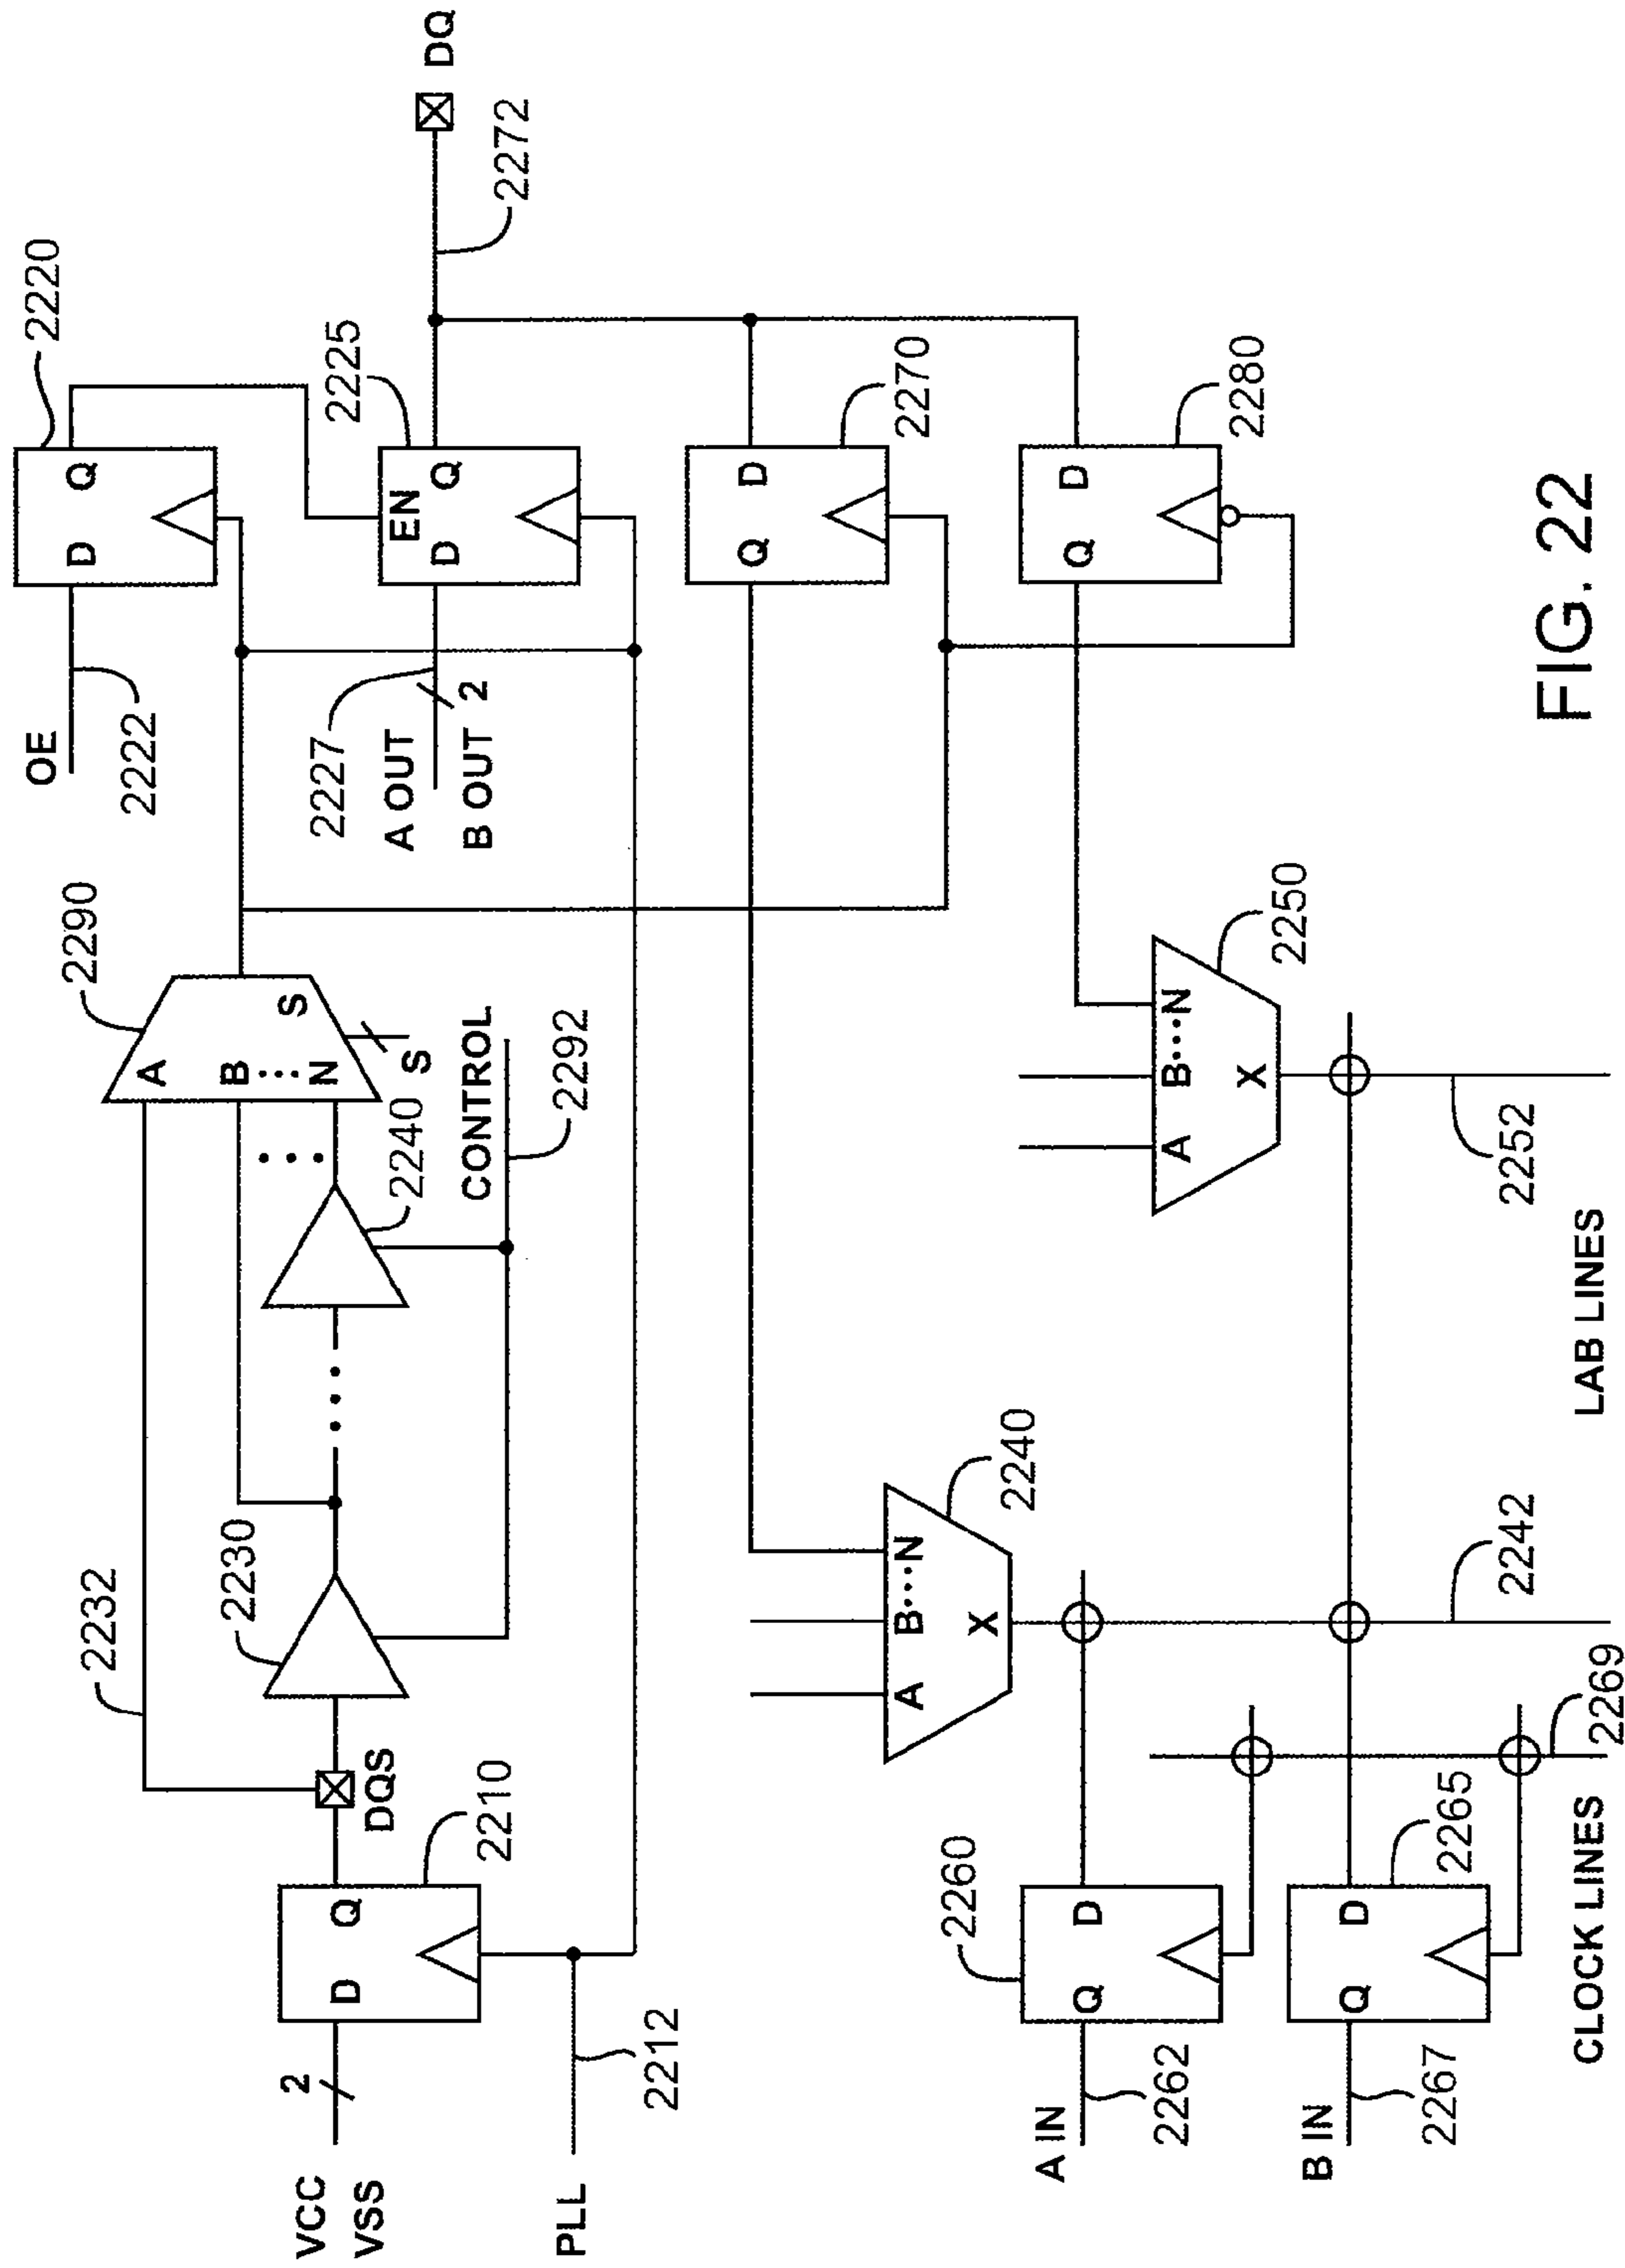 2220
OE
D
Q
2222
2290
A
B
N
S
S
2232
2230
2240
CONTROL
2292
2225
EN
D
Q
2227
A OUT
B OUT
2
2272
DQ
VCC
VSS
2
D
Q
2210
DQS
PLL
2212
Q
D
2270
Q
D
2280
A
B
N
X
2240
A
B
N
X
2250
2260
Q
D
A IN
2262
2265
Q
D
B IN
2267
CLOCK LINES
2269
2242
LAB LINES
2252
FIG. 22